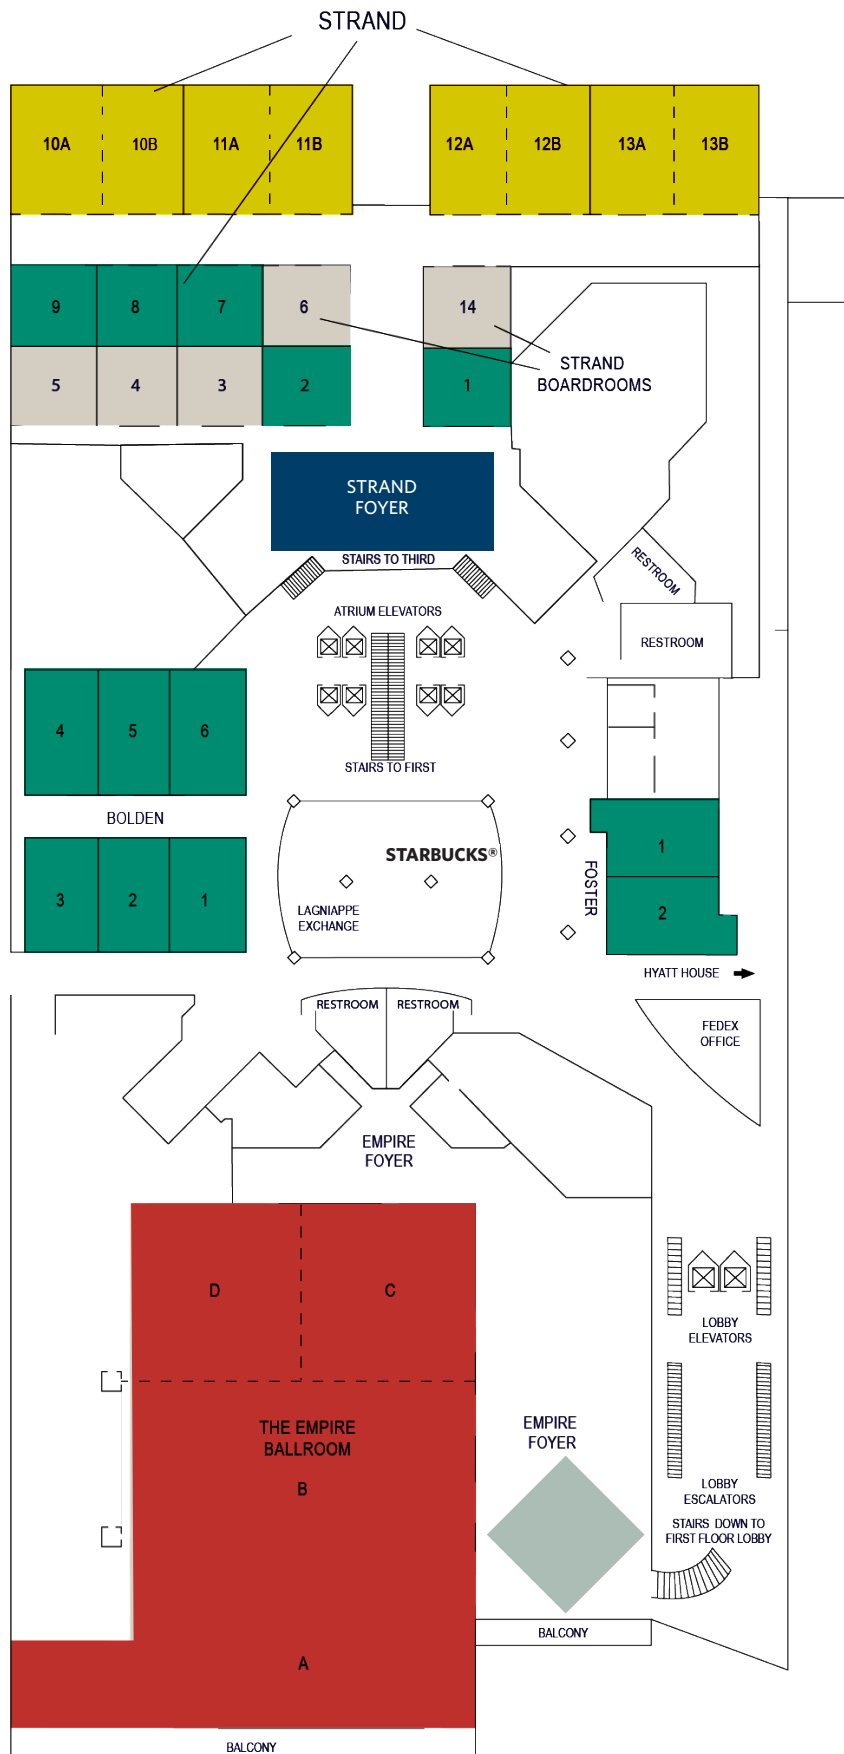 STRAND
10A
10B
11A
11B
12A
12B
13A
13B
9
8
7
6
14
5
4
3
2
1
STRAND
BOARDROOMS
STRAND
FOYER
STAIRS TO THIRD
RESTROOM
ATRIUM ELEVATORS
RESTROOM
4
5
6
STAIRS TO FIRST
BOLDEN
STARBUCKS®
1
FOSTER
3
2
1
LAGNIAPPE
EXCHANGE
2
HYATT HOUSE
RESTROOM
RESTROOM
FEDEX
OFFICE
EMPIRE
FOYER
D
C
LOBBY
ELEVATORS
THE EMPIRE
BALLROOM
EMPIRE
FOYER
B
LOBBY
ESCALATORS
STAIRS DOWN TO
FIRST FLOOR LOBBY
BALCONY
A
BALCONY